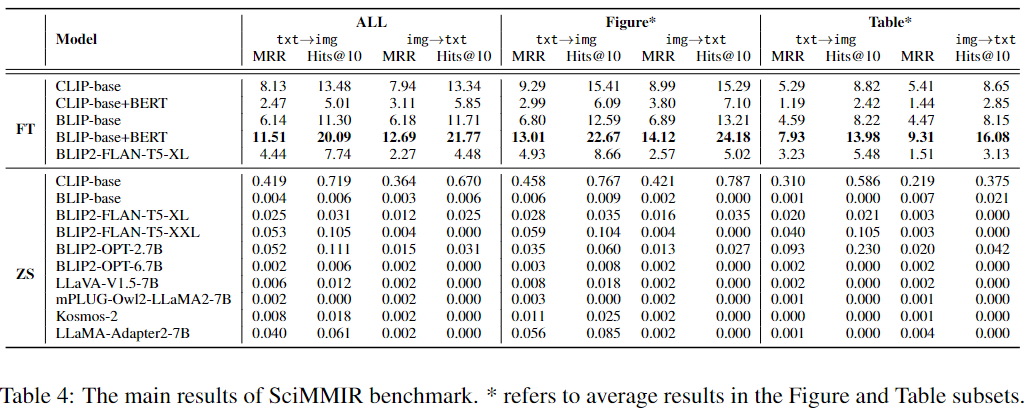 ALL Figure* Table*
Model txt→img img→txt txt→img img→txt txt→img img→txt
MRR Hits@10 MRR Hits@10 MRR Hits@10 MRR Hits@10 MRR Hits@10 MRR Hits@10
FT
CLIP-base 8.13 13.48 7.94 13.34 9.29 15.41 8.99 15.29 5.29 8.82 5.41 8.65
CLIP-base+BERT 2.47 5.01 3.11 5.85 2.99 6.09 3.80 7.10 1.19 2.42 1.44 2.85
BLIP-base 6.14 11.30 6.18 11.71 6.80 12.59 6.89 13.21 4.59 8.22 4.47 8.15
BLIP-base+BERT 11.51 20.09 12.69 21.77 13.01 22.67 14.12 24.18 7.93 13.98 9.31 16.08
BLIP2-FLAN-T5-XL 4.44 7.74 2.27 4.48 4.93 8.66 2.57 5.02 3.23 5.48 1.51 3.13
ZS
CLIP-base 0.419 0.719 0.364 0.670 0.458 0.767 0.421 0.787 0.310 0.586 0.219 0.375
BLIP-base 0.004 0.006 0.003 0.006 0.006 0.009 0.002 0.000 0.001 0.000 0.007 0.021
BLIP2-FLAN-T5-XL 0.025 0.031 0.012 0.025 0.028 0.035 0.016 0.035 0.020 0.021 0.003 0.000
BLIP2-FLAN-T5-XXL 0.053 0.105 0.004 0.000 0.059 0.104 0.004 0.000 0.040 0.105 0.003 0.000
BLIP2-OPT-2.7B 0.052 0.111 0.015 0.031 0.035 0.060 0.013 0.027 0.093 0.230 0.020 0.042
BLIP2-OPT-6.7B 0.002 0.006 0.002 0.000 0.003 0.008 0.002 0.000 0.002 0.000 0.002 0.000
LLaVA-V1.5-7B 0.006 0.012 0.002 0.000 0.008 0.018 0.002 0.000 0.002 0.000 0.002 0.000
mPLUG-Owl2-LLaMA2-7B 0.002 0.000 0.002 0.000 0.003 0.000 0.002 0.000 0.001 0.000 0.001 0.000
Kosmos-2 0.008 0.018 0.002 0.000 0.011 0.025 0.002 0.000 0.000 0.000 0.001 0.000
LLaMA-Adapter2-7B 0.040 0.061 0.002 0.000 0.056 0.085 0.002 0.000 0.001 0.000 0.004 0.000
Table 4: The main results of SciMMIR benchmark. * refers to average results in the Figure and Table subsets.